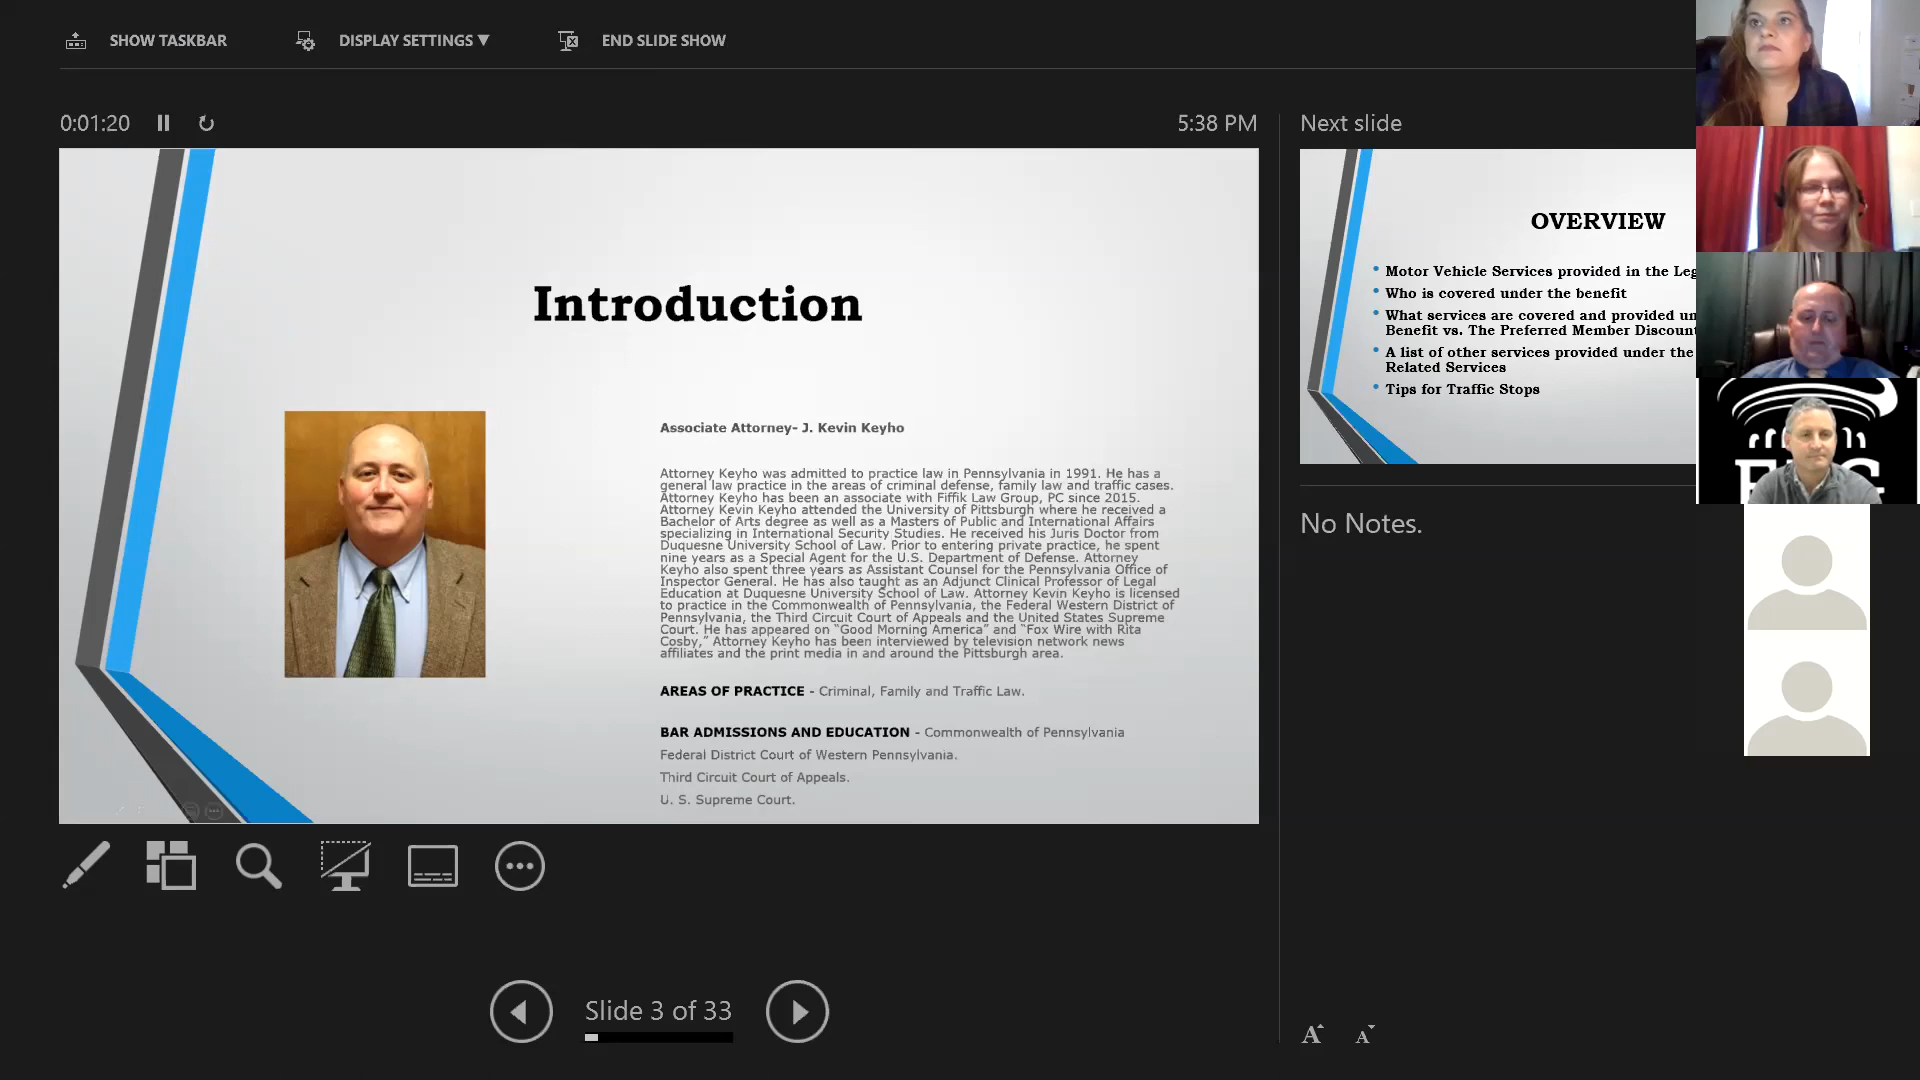 SHOW TASKBAR
DISPLAY SETTINGS ▼
END SLIDE SHOW
0:01:20
5:38 PM
Introduction
Associate Attorney- J. Kevin Keyho
Attorney Keyho was admitted to practice law in Pennsylvania in 1991. He has a
general law practice in the areas of criminal defense, family law and traffic cases.
Attorney Keyho has been an associate with Fiffik Law Group, PC since 2015.
Attorney Kevin Keyho attended the University of Pittsburgh where he received a
Bachelor of Arts degree as well as a Masters of Public and International Affairs
specializing in International Security Studies. He received his Juris Doctor from
Duquesne University School of Law. Prior to entering private practice, he spent
nine years as a Special Agent for the U.S. Department of Defense. Attorney
Keyho also spent three years as Assistant Counsel for the Pennsylvania Office of
Inspector General. He has also taught as an Adjunct Clinical Professor of Legal
Education at Duquesne University School of Law. Attorney Kevin Keyho is licensed
to practice in the Commonwealth of Pennsylvania, the Federal Western District of
Pennsylvania, the Third Circuit Court of Appeals and the United States Supreme
Court. He has appeared on "Good Morning America" and "Fox Wire with Rita
Cosby," Attorney Keyho has been interviewed by television network news
affiliates and the print media in and around the Pittsburgh area.
AREAS OF PRACTICE - Criminal, Family and Traffic Law.
BAR ADMISSIONS AND EDUCATION - Commonwealth of Pennsylvania
Federal District Court of Western Pennsylvania.
Third Circuit Court of Appeals.
U. S. Supreme Court.
Slide 3 of 33
Next slide
OVERVIEW
• Motor Vehicle Services provided in the Leg
• Who is covered under the benefit
• What services are covered and provided un
Benefit vs. The Preferred Member Discount
• A list of other services provided under the
Related Services
• Tips for Traffic Stops
No Notes.
A A